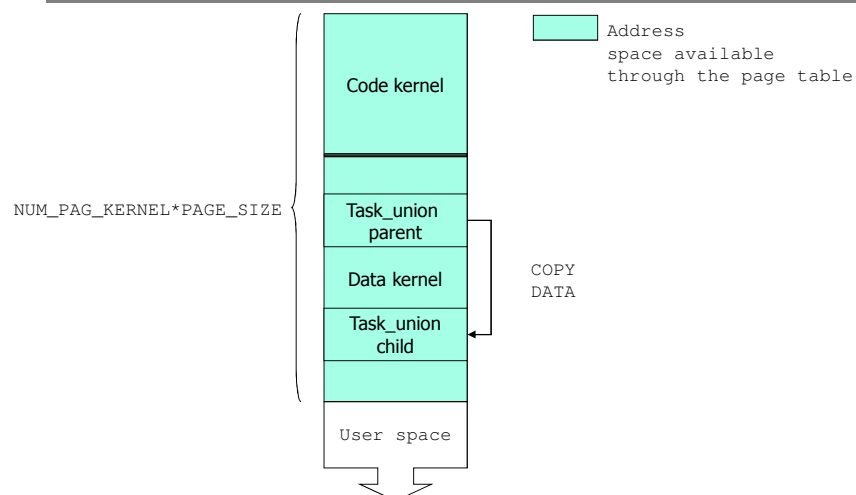 Address
space available
through the page table
Code kernel
NUM_PAG_KERNEL*PAGE_SIZE
Task_union
parent
Data kernel
COPY
DATA
Task_union
child
User space